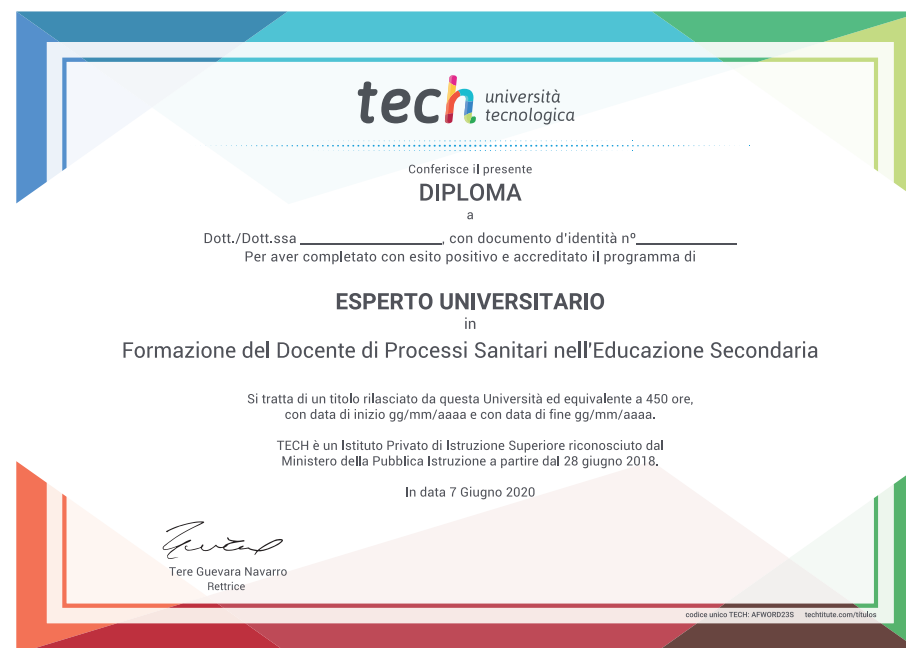 tech università
tecnologica
Conferisce il presente
DIPLOMA
a
Dott./Dott.ssa ________________, con documento d'identità nº____________
Per aver completato con esito positivo e accreditato il programma di
ESPERTO UNIVERSITARIO
in
Formazione del Docente di Processi Sanitari nell'Educazione Secondaria
Si tratta di un titolo rilasciato da questa Università ed equivalente a 450 ore,
con data di inizio gg/mm/aaaa e con data di fine gg/mm/aaaa.
TECH è un Istituto Privato di Istruzione Superiore riconosciuto dal
Ministero della Pubblica Istruzione a partire dal 28 giugno 2018.
In data 7 Giugno 2020
Tere Guevara Navarro
Rettrice
codice unico TECH: AFWORD23S techtitute.com/titulos